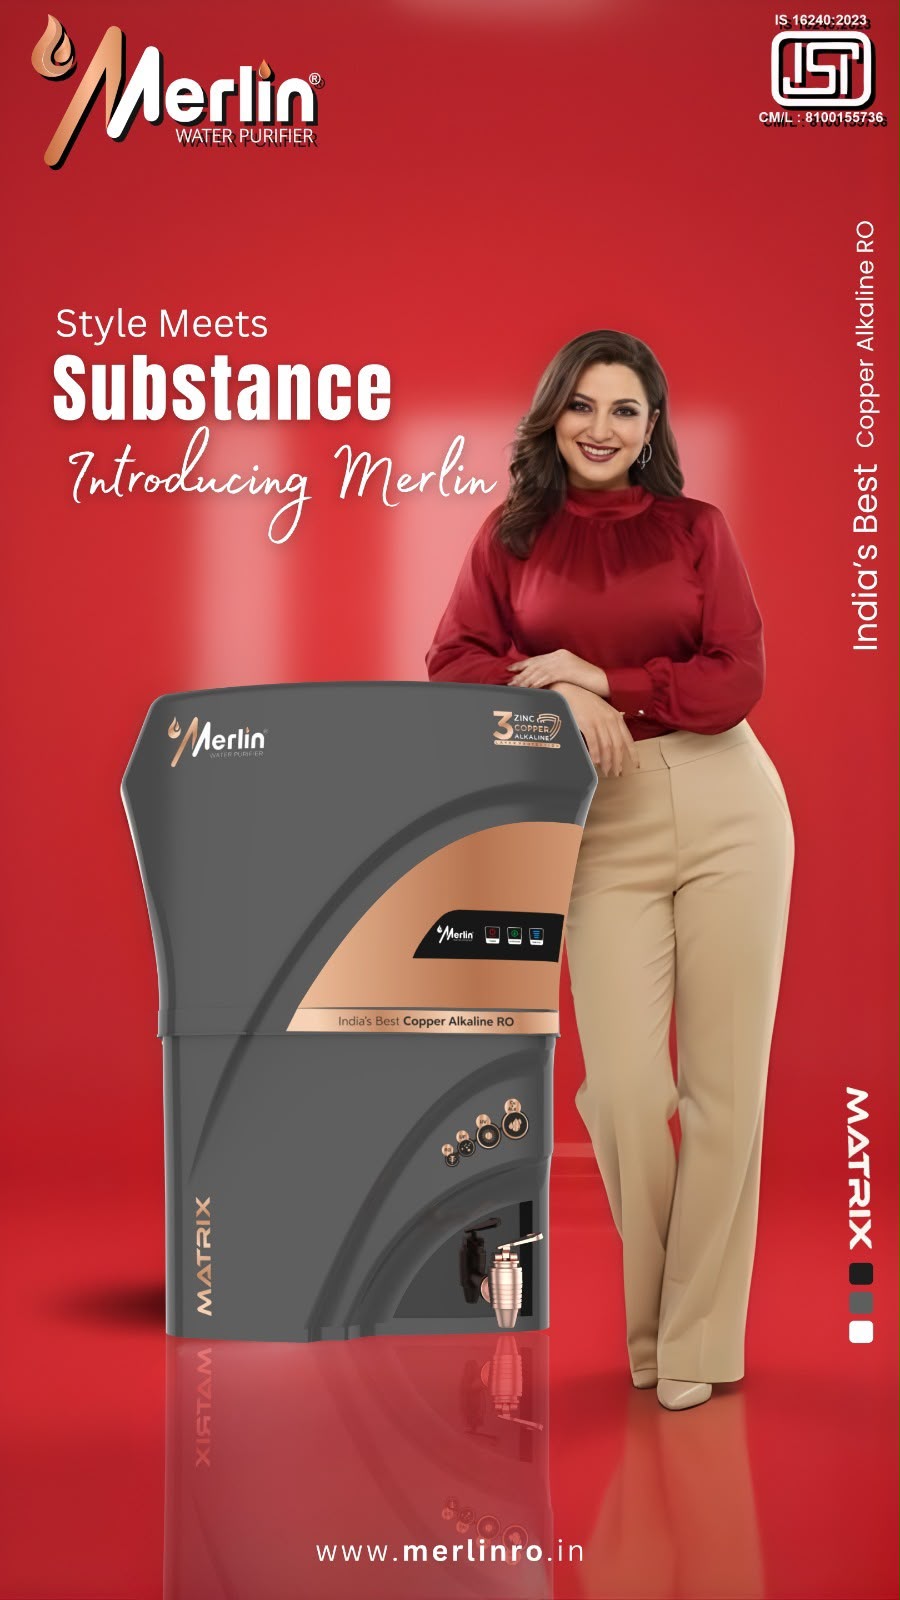 Merlin®
WATER PURIFIER
IS 16240:2023
ISI
CM/L : 8100155736
India's Best Copper Alkaline RO
Style Meets
Substance
Introducing Merlin
Merlin
WATER PURIFIER
3 ZINC
COPPER
ALKALINE
Merlin
India's Best Copper Alkaline RO
MATRIX
MATRIX
www.merlinro.in